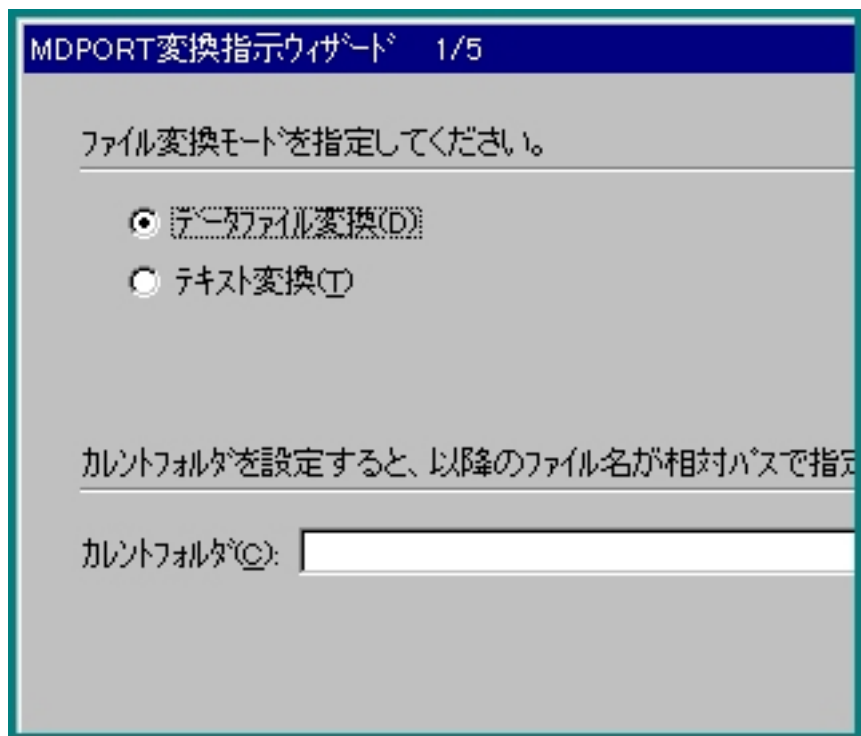 MDPORT変換指示ウィザード 1/5
ファイル変換モードを指定してください。
データファイル変換(D)
テキスト変換(T)
カレントフォルダを設定すると、以降のファイル名が相対パスで指定
カレントフォルダ(C):